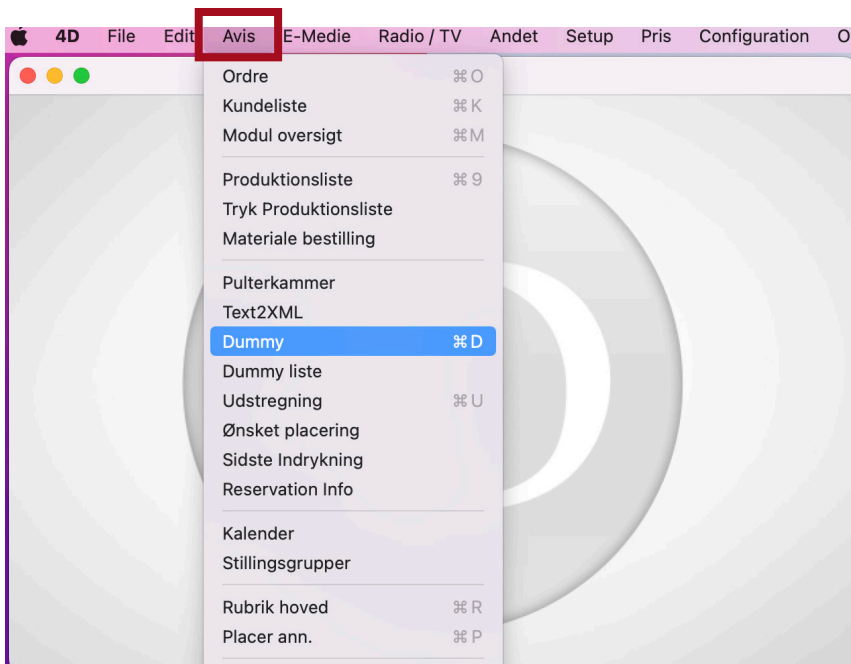 4D File Edit Avis E-Medie Radio / TV Andet Setup Pris Configuration O
Ordre ⌘O
Kundeliste ⌘K
Modul oversigt ⌘M
Produktionsliste ⌘9
Tryk Produktionsliste
Materiale bestilling
Pulterkammer
Text2XML
Dummy ⌘D
Dummy liste
Udstregning ⌘U
Ønsket placering
Sidste Indrykning
Reservation Info
Kalender
Stillingsgrupper
Rubrik hoved ⌘R
Placer ann. ⌘P